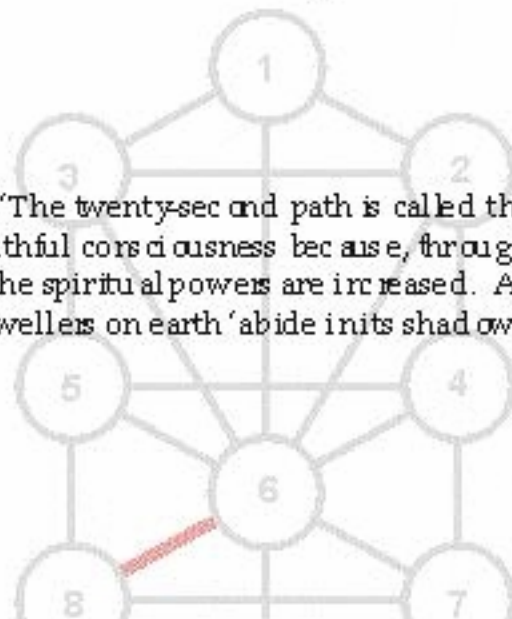 1
3 2
‘The twenty-second path is called th
thful consciousness because, throug
he spiritual powers are increased. A
wellers on earth ‘abide in its shadow
5 4
6
8 7